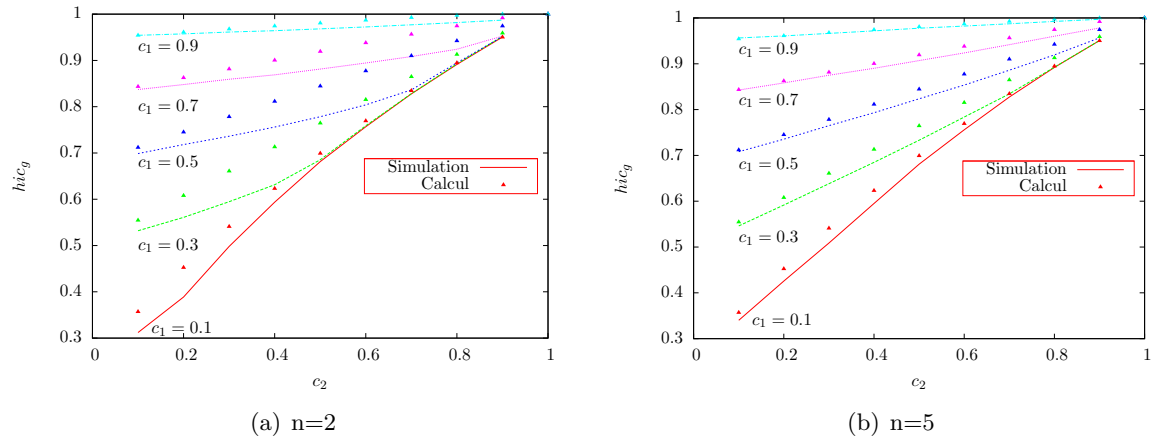 1
0.9
0.8
0.7
0.6
0.5
0.4
0.3
hic_g
c_1 = 0.9
c_1 = 0.7
c_1 = 0.5
c_1 = 0.3
c_1 = 0.1
Simulation
Calcul
0 0.2 0.4 0.6 0.8 1
c_2
(a) n=2
1
0.9
0.8
0.7
0.6
0.5
0.4
0.3
hic_g
c_1 = 0.9
c_1 = 0.7
c_1 = 0.5
c_1 = 0.3
c_1 = 0.1
Simulation
Calcul
0 0.2 0.4 0.6 0.8 1
c_2
(b) n=5